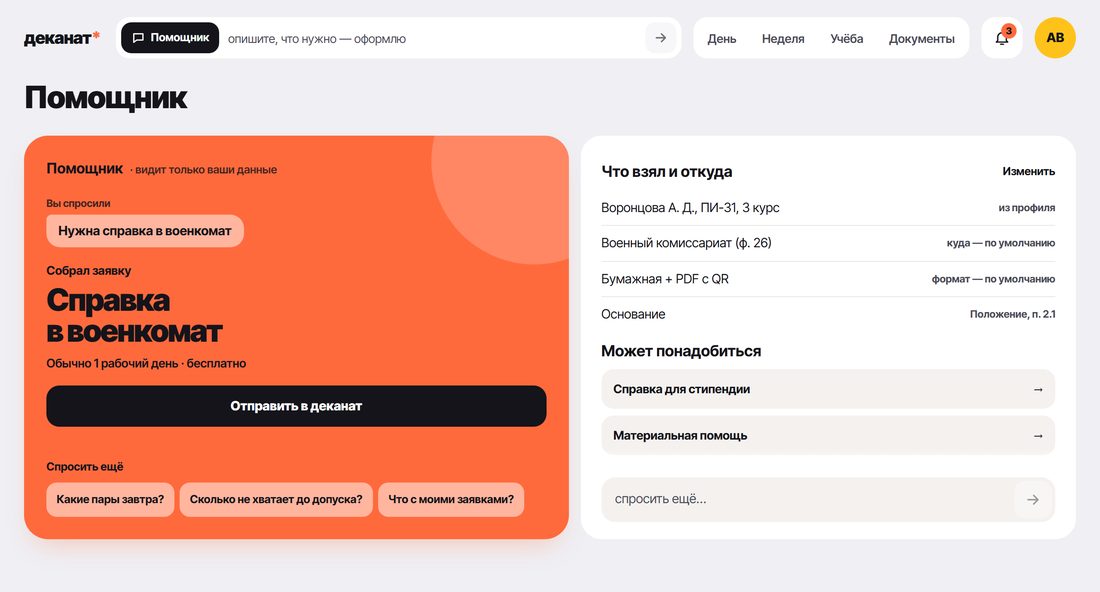 деканат*
Помощник
опишите, что нужно — оформлю
→
День
Неделя
Учёба
Документы
3
АВ
Помощник
Помощник · видит только ваши данные
Вы спросили
Нужна справка в военкомат
Собрал заявку
Справка
в военкомат
Обычно 1 рабочий день · бесплатно
Отправить в деканат
Спросить ещё
Какие пары завтра?
Сколько не хватает до допуска?
Что с моими заявками?
Что взял и откуда
Изменить
Воронцова А. Д., ПИ-31, 3 курс
из профиля
Военный комиссариат (ф. 26)
куда — по умолчанию
Бумажная + PDF с QR
формат — по умолчанию
Основание
Положение, п. 2.1
Может понадобиться
Справка для стипендии →
Материальная помощь →
спросить ещё... →